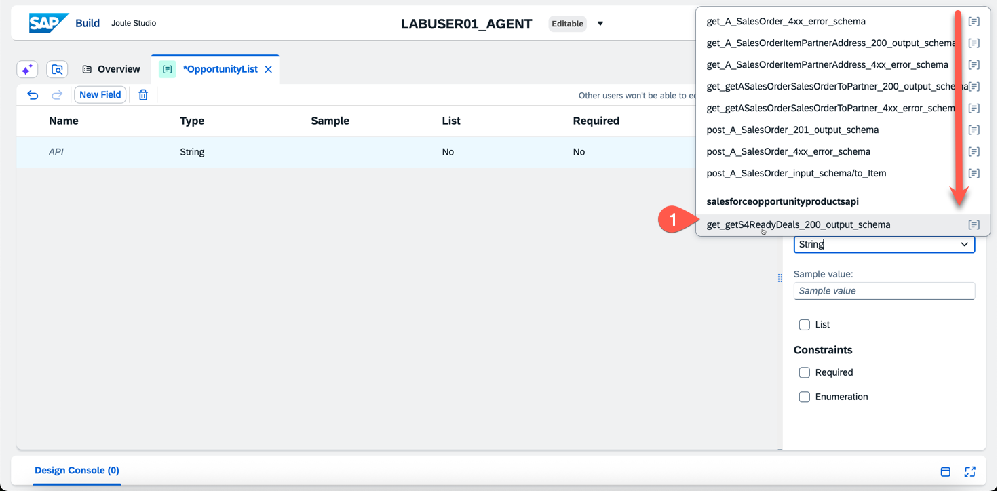 SAP Build Joule Studio
LABUSER01_AGENT Editable
Overview *OpportunityList
New Field
Other users won't be able to ed
Name Type Sample List Required
API String No No
get_A_SalesOrder_4xx_error_schema
get_A_SalesOrderItemPartnerAddress_200_output_schema
get_A_SalesOrderItemPartnerAddress_4xx_error_schema
get_getASalesOrderSalesOrderToPartner_200_output_schema
get_getASalesOrderSalesOrderToPartner_4xx_error_schem
post_A_SalesOrder_201_output_schema
post_A_SalesOrder_4xx_error_schema
post_A_SalesOrder_input_schema/to_Item
salesforceopportunityproductsapi
1
get_getS4ReadyDeals_200_output_schema
String
Sample value:
Sample value
List
Constraints
Required
Enumeration
Design Console (0)